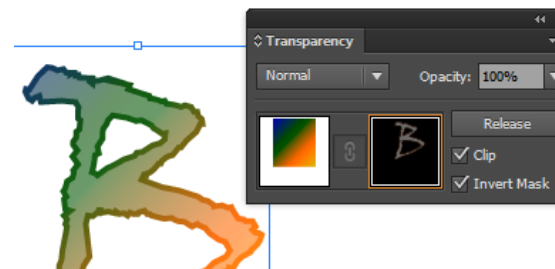 Transparency
Normal Opacity: 100%
Release
Clip
Invert Mask
B
B